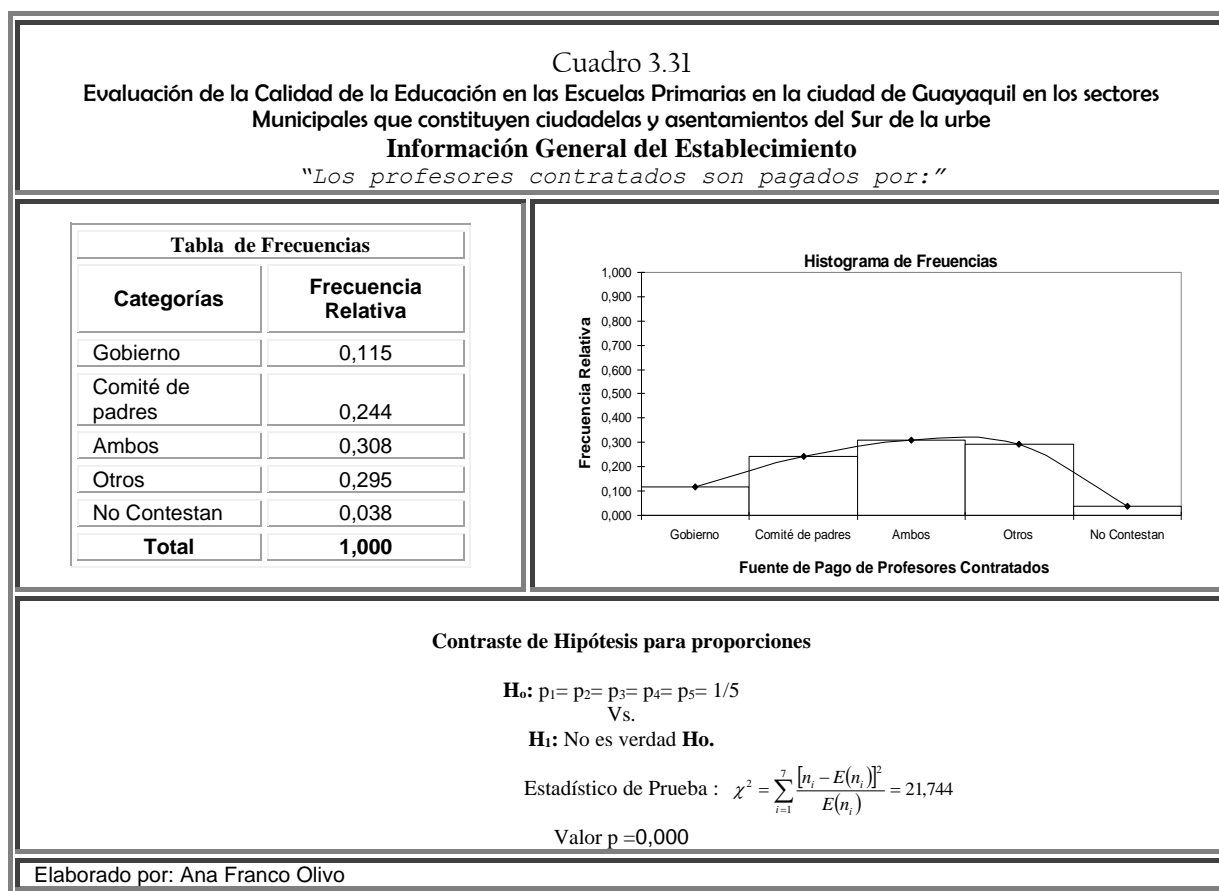 Cuadro 3.31
Evaluación de la Calidad de la Educación en las Escuelas Primarias en la ciudad de Guayaquil en los sectores
Municipales que constituyen ciudadelas y asentamientos del Sur de la urbe
Información General del Establecimiento
“Los profesores contratados son pagados por:”
Tabla de Frecuencias
Categorías Frecuencia Relativa
Gobierno 0,115
Comité de
padres 0,244
Ambos 0,308
Otros 0,295
No Contestan 0,038
Total 1,000
Histograma de Freuencias
Frecuencia Relativa
1,000
0,900
0,800
0,700
0,600
0,500
0,400
0,300
0,200
0,100
0,000
Gobierno Comité de padres Ambos Otros No Contestan
Fuente de Pago de Profesores Contratados
Contraste de Hipótesis para proporciones
Ho: p1= p2= p3= p4= p5= 1/5
Vs.
H1: No es verdad Ho.
Estadístico de Prueba : χ² = ∑_{i=1}^{7} [n_i − E(n_i)]² / E(n_i) = 21,744
Valor p =0,000
Elaborado por: Ana Franco Olivo